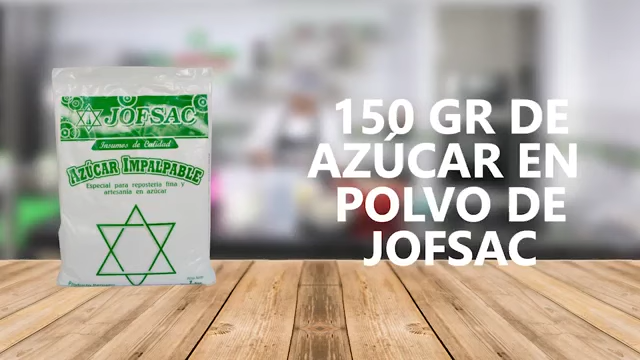 JOFSAC
Insumos de Calidad
AZÚCAR IMPALPABLE
Especial para repostería fina y
artesanía en azúcar
150 GR DE
AZÚCAR EN
POLVO DE
JOFSAC